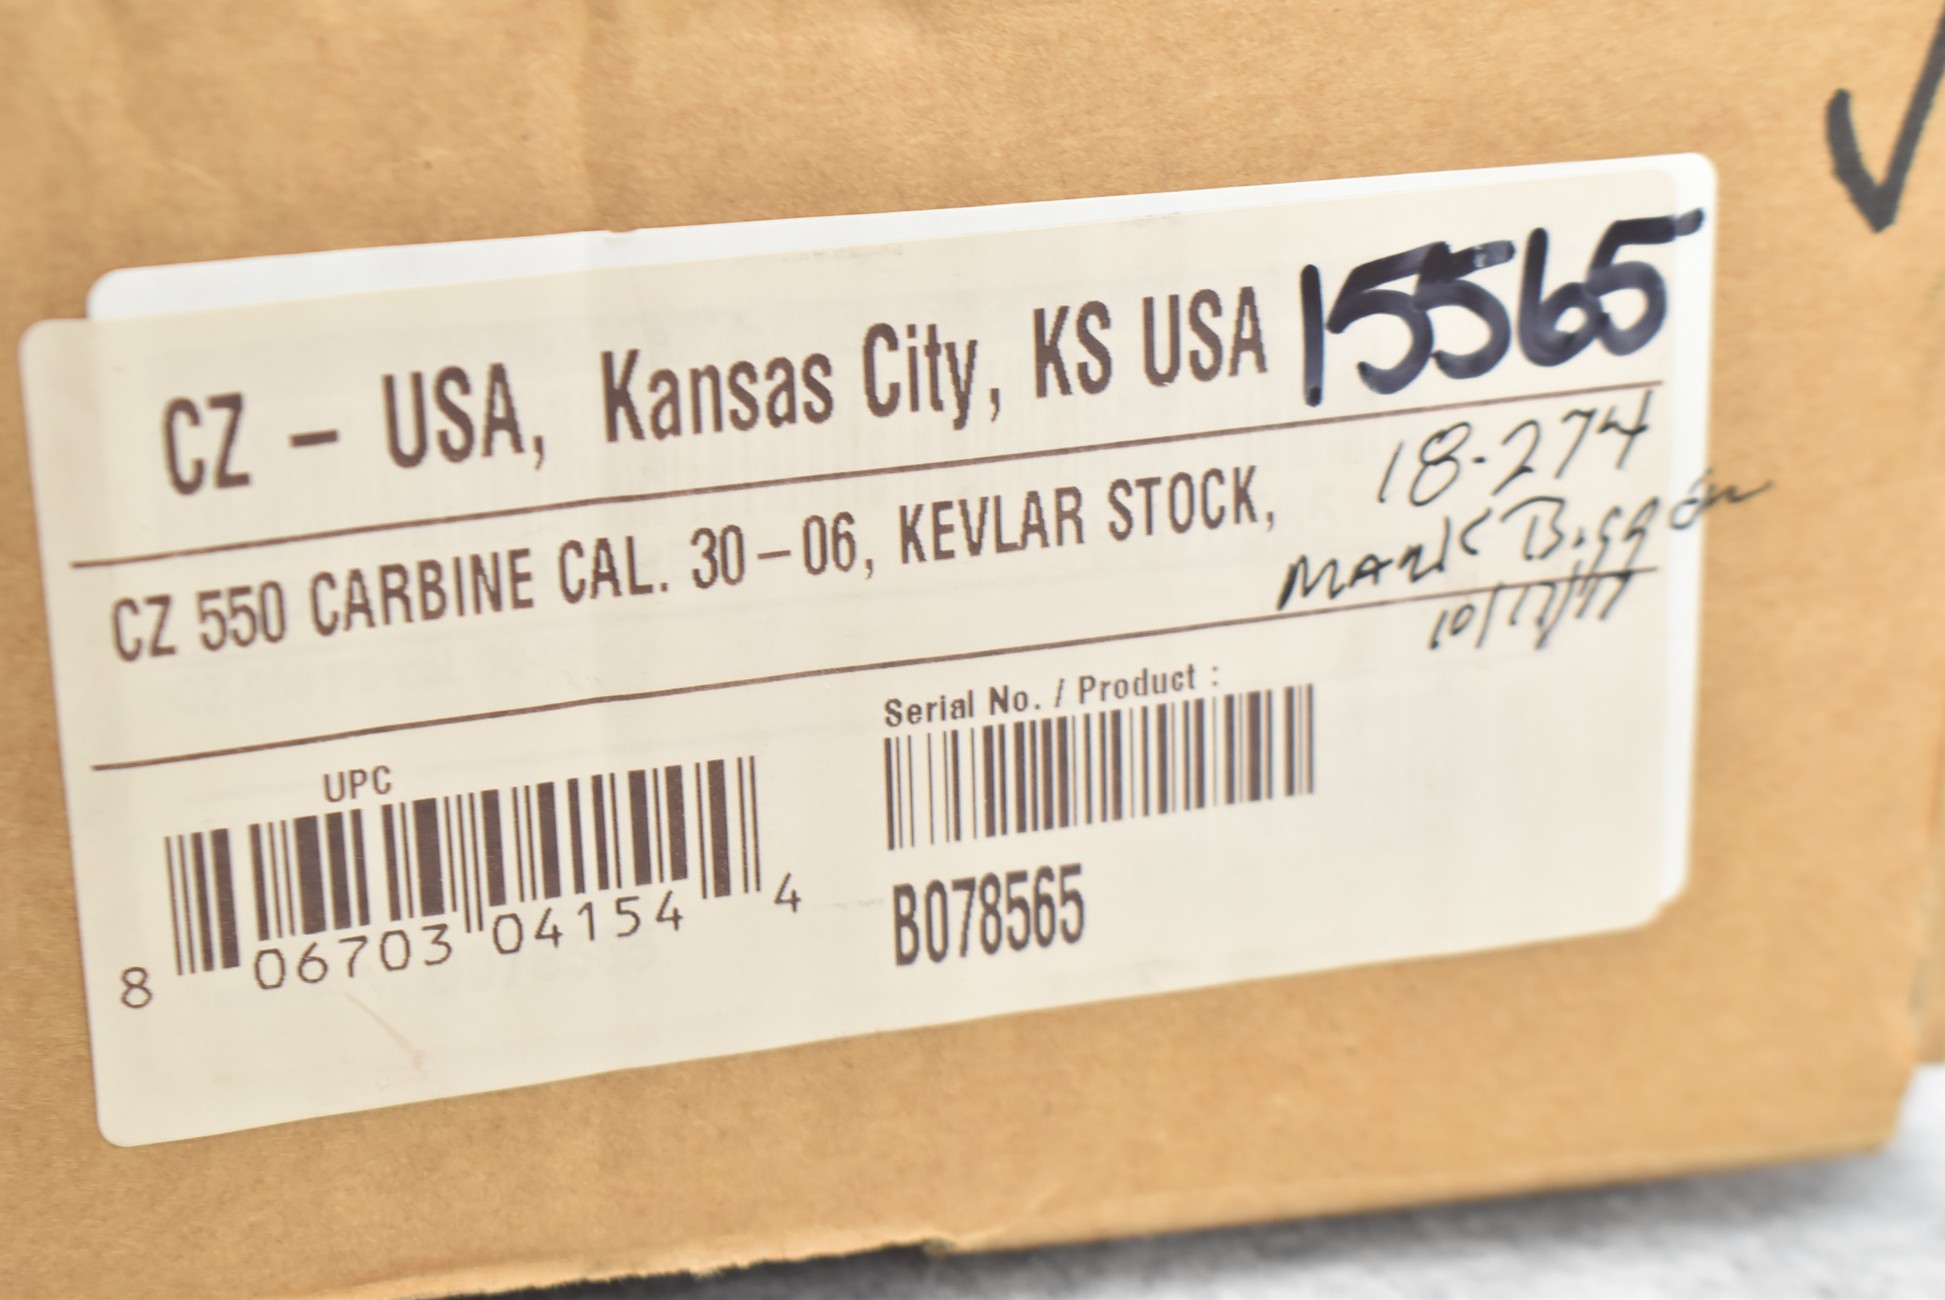 CZ - USA, Kansas City, KS USA 15565
18-274
CZ 550 CARBINE CAL. 30-06, KEVLAR STOCK,
MARK
UPC
Serial No. / Product :
8 06703 04154 4
B078565